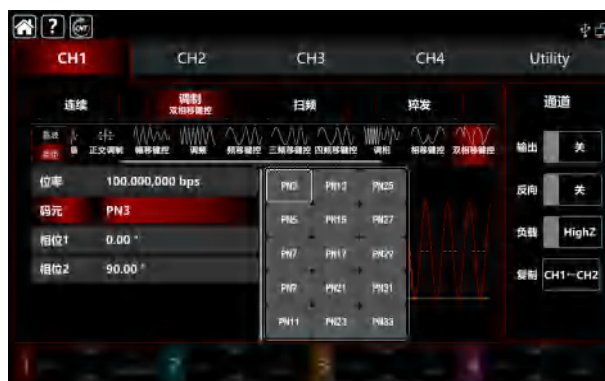 ?
CNT
CH1 CH2 CH3 CH4 Utility
连续 调制 扫频 猝发 通道
双相移键控
正交调制 幅移键控 调频 频移键控 三频移键控 四频移键控 调相 相移键控 双相移键控
输出 关
位率 100.000,000 bps
反向 关
码元 PN3
负载 HighZ
相位1 0.00 °
复制 CH1←CH2
相位2 90.00 °
PN3 PN13 PN25
PN5 PN15 PN27
PN7 PN17 PN29
PN9 PN21 PN31
PN11 PN23 PN33
1 2 3 4